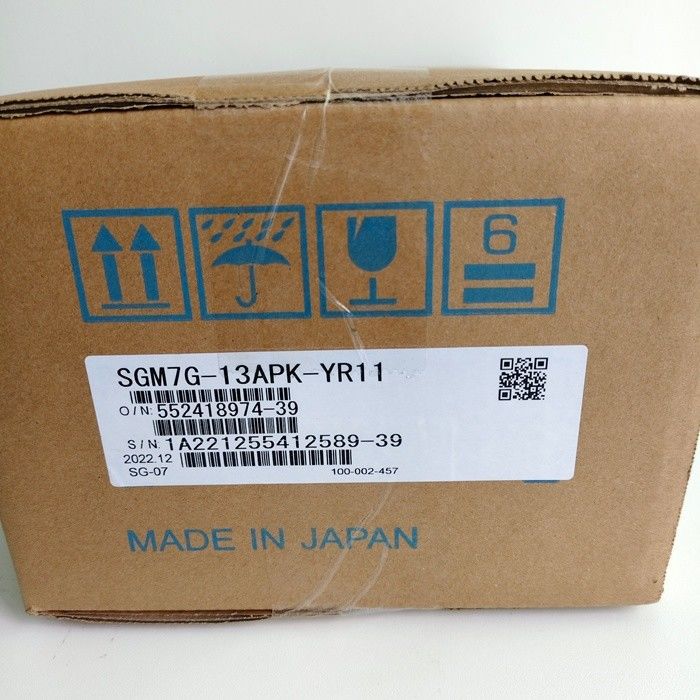 6
SGM7G-13APK-YR11
O/N: 552418974-39
S/N: 1A221255412589-39
2022.12
SG-07 100-002-457
MADE IN JAPAN